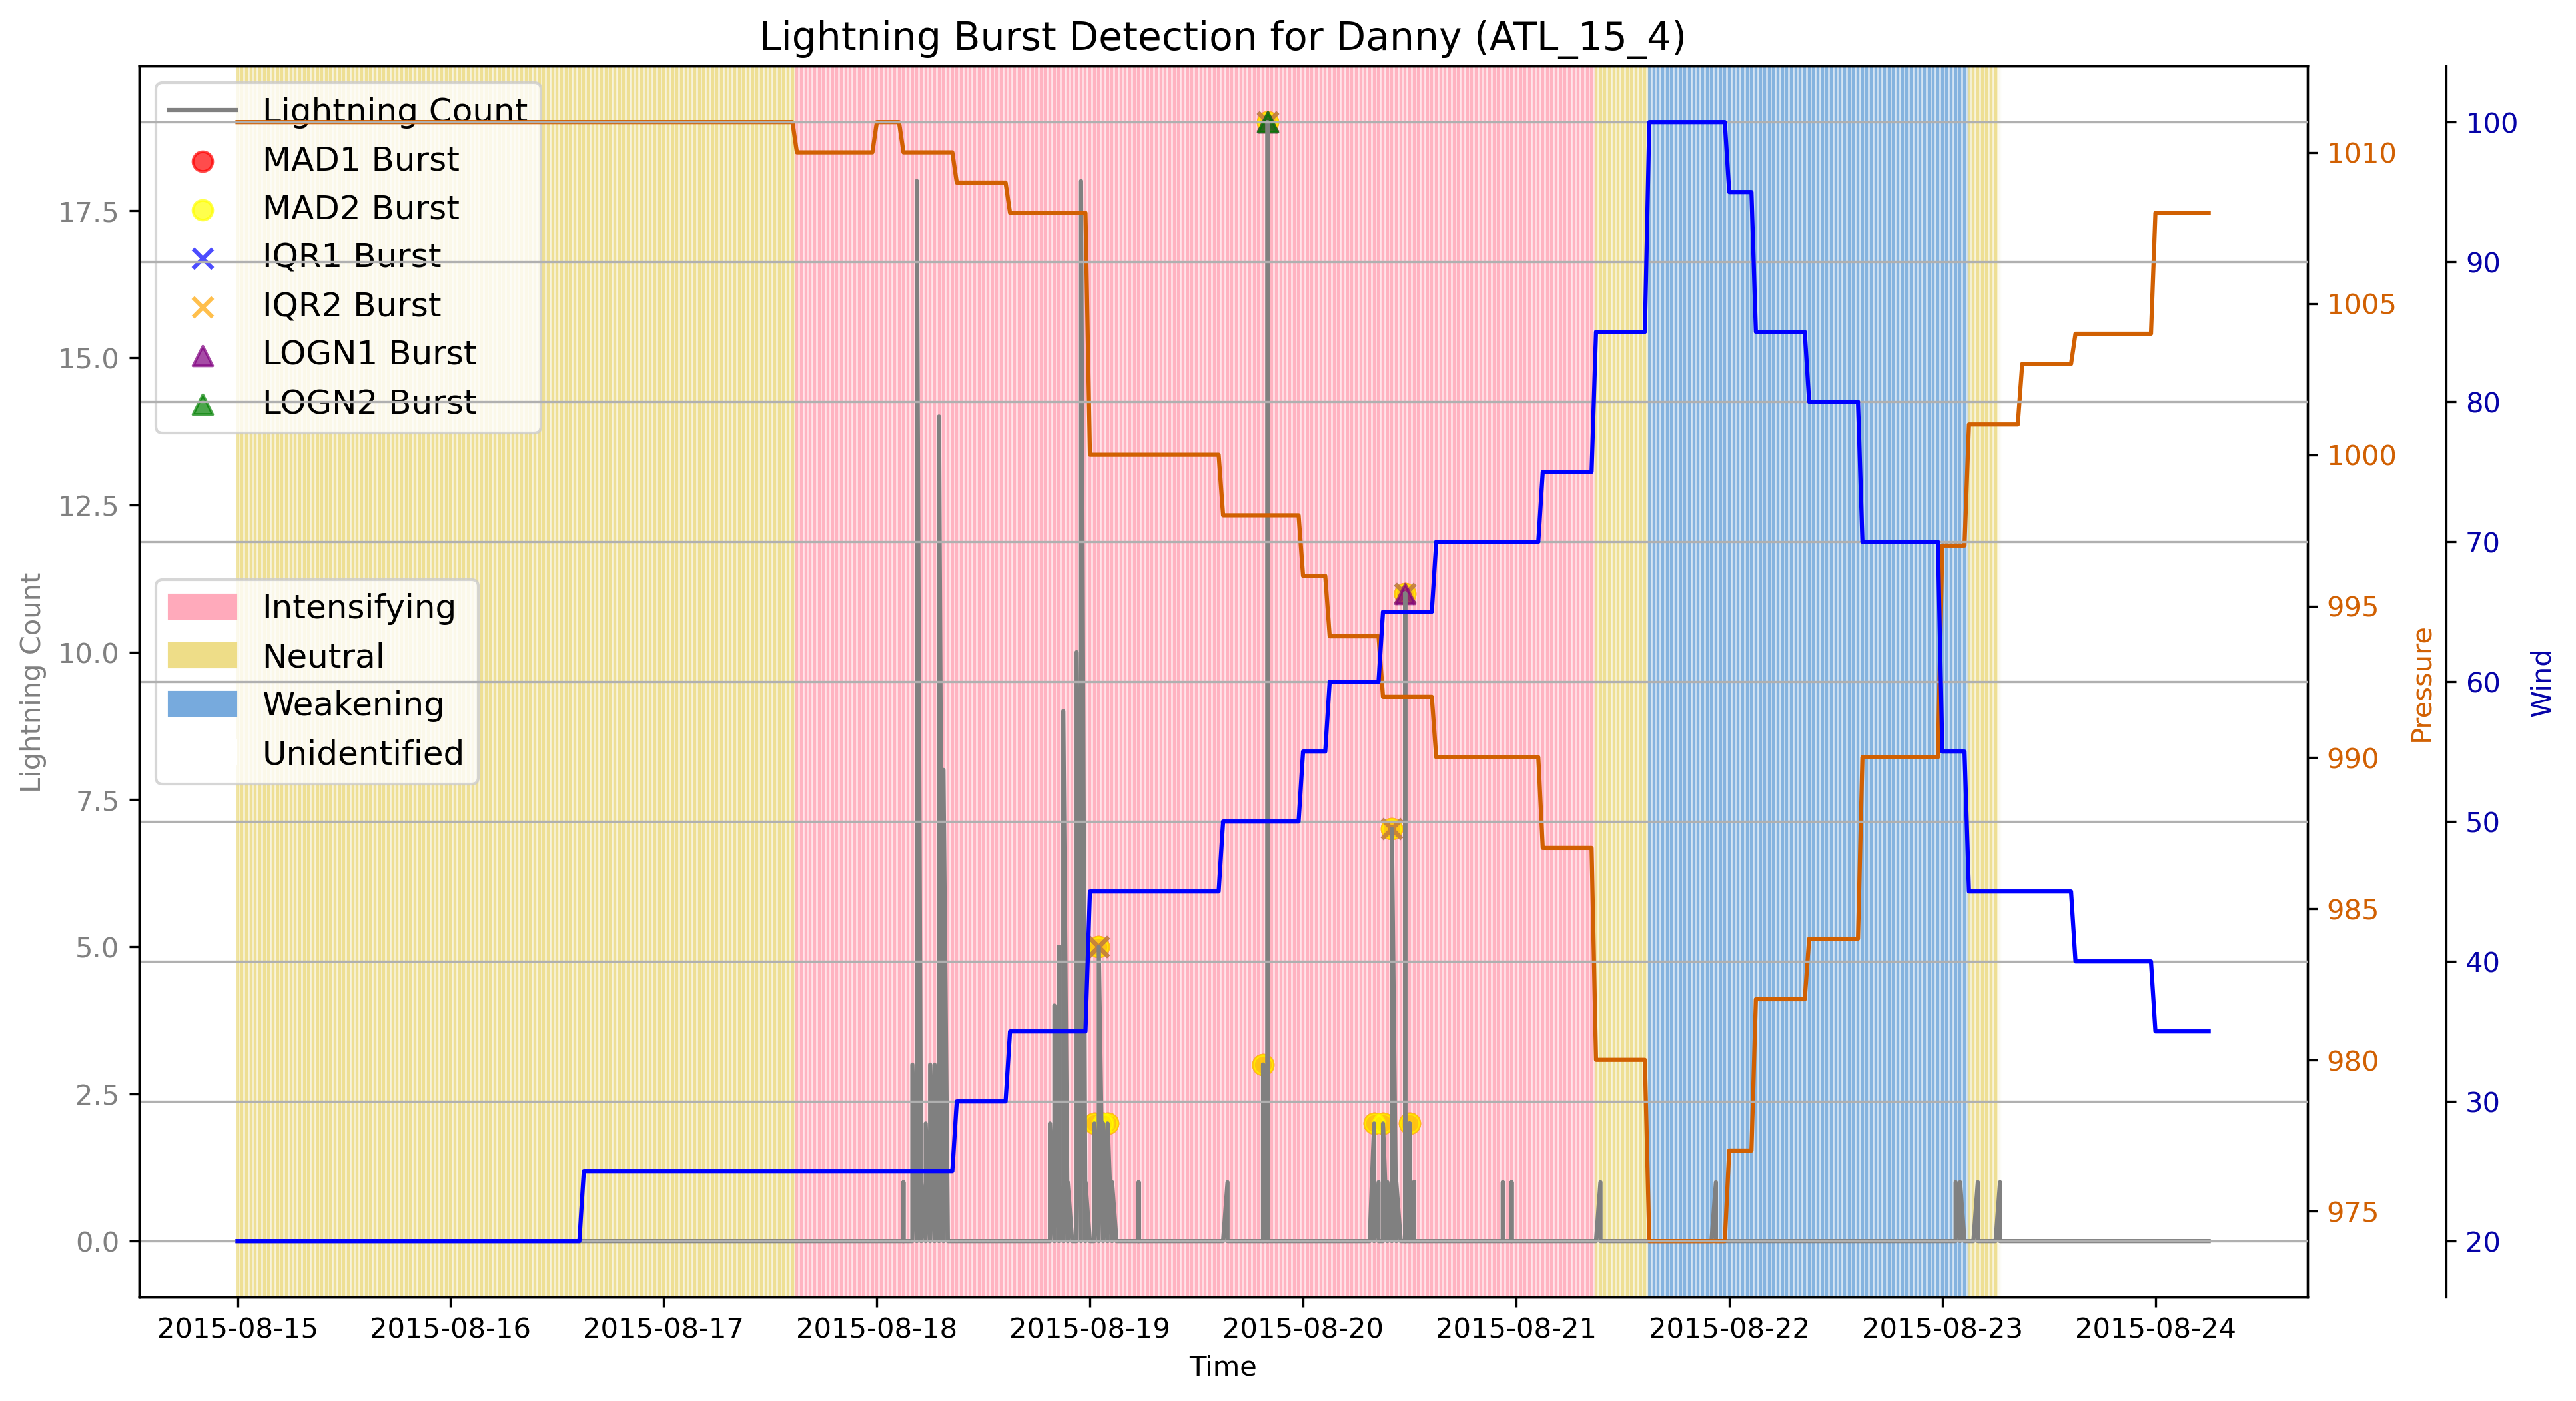 Lightning Burst Detection for Danny (ATL_15_4)
Lightning Count
MAD1 Burst
MAD2 Burst
IQR1 Burst
IQR2 Burst
LOGN1 Burst
LOGN2 Burst
Intensifying
Neutral
Weakening
Unidentified
Lightning Count
17.5
15.0
12.5
10.0
7.5
5.0
2.5
0.0
1010
1005
1000
995
990
985
980
975
Pressure
100
90
80
70
60
50
40
30
20
Wind
2015-08-15 2015-08-16 2015-08-17 2015-08-18 2015-08-19 2015-08-20 2015-08-21 2015-08-22 2015-08-23 2015-08-24
Time